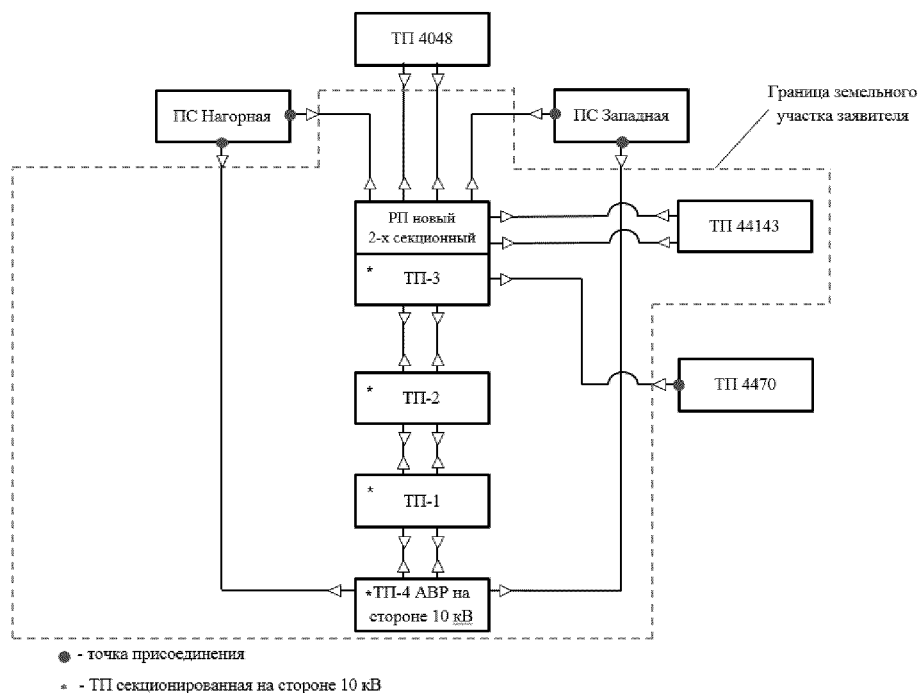 ТП 4048
ПС Нагорная
ПС Западная
Граница земельного
участка заявителя
РП новый
2-х секционный
ТП 44143
* ТП-3
* ТП-2
ТП 4470
* ТП-1
*ТП-4 АВР на
стороне 10 кВ
- точка присоединения
* - ТП секционированная на стороне 10 кВ